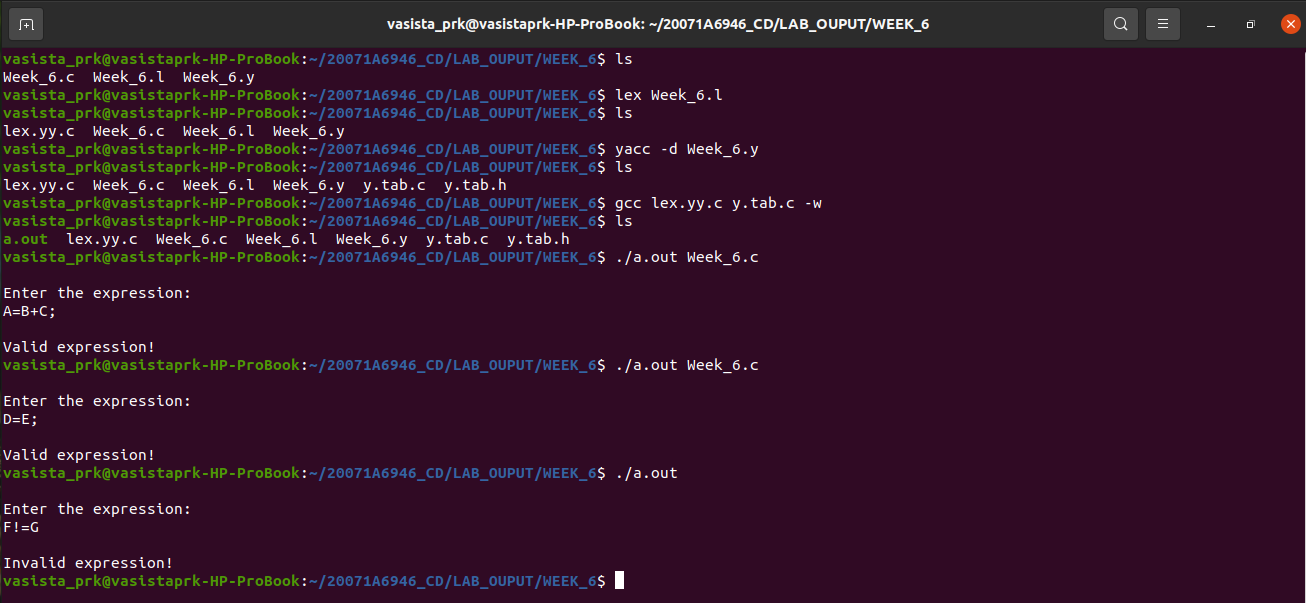 vasista_prk@vasistaprk-HP-ProBook: ~/20071A6946_CD/LAB_OUPUT/WEEK_6
vasista_prk@vasistaprk-HP-ProBook:~/20071A6946_CD/LAB_OUPUT/WEEK_6$ ls
Week_6.c  Week_6.l  Week_6.y
vasista_prk@vasistaprk-HP-ProBook:~/20071A6946_CD/LAB_OUPUT/WEEK_6$ lex Week_6.l
vasista_prk@vasistaprk-HP-ProBook:~/20071A6946_CD/LAB_OUPUT/WEEK_6$ ls
lex.yy.c  Week_6.c  Week_6.l  Week_6.y
vasista_prk@vasistaprk-HP-ProBook:~/20071A6946_CD/LAB_OUPUT/WEEK_6$ yacc -d Week_6.y
vasista_prk@vasistaprk-HP-ProBook:~/20071A6946_CD/LAB_OUPUT/WEEK_6$ ls
lex.yy.c  Week_6.c  Week_6.l  Week_6.y  y.tab.c  y.tab.h
vasista_prk@vasistaprk-HP-ProBook:~/20071A6946_CD/LAB_OUPUT/WEEK_6$ gcc lex.yy.c y.tab.c -w
vasista_prk@vasistaprk-HP-ProBook:~/20071A6946_CD/LAB_OUPUT/WEEK_6$ ls
a.out  lex.yy.c  Week_6.c  Week_6.l  Week_6.y  y.tab.c  y.tab.h
vasista_prk@vasistaprk-HP-ProBook:~/20071A6946_CD/LAB_OUPUT/WEEK_6$ ./a.out Week_6.c
Enter the expression:
A=B+C;
Valid expression!
vasista_prk@vasistaprk-HP-ProBook:~/20071A6946_CD/LAB_OUPUT/WEEK_6$ ./a.out Week_6.c
Enter the expression:
D=E;
Valid expression!
vasista_prk@vasistaprk-HP-ProBook:~/20071A6946_CD/LAB_OUPUT/WEEK_6$ ./a.out
Enter the expression:
F!=G
Invalid expression!
vasista_prk@vasistaprk-HP-ProBook:~/20071A6946_CD/LAB_OUPUT/WEEK_6$